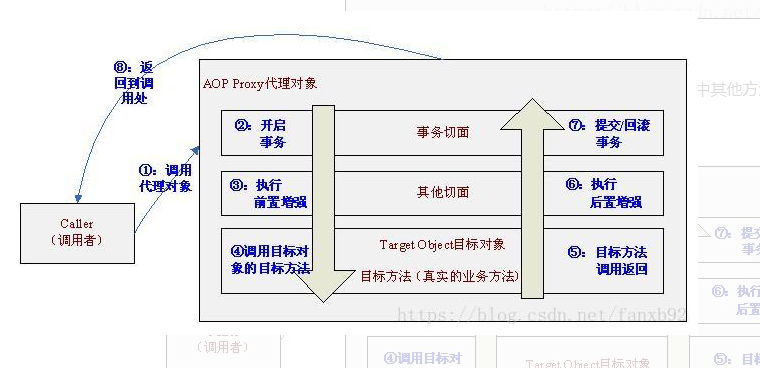 ⑧：返
回到调
用处
AOP Proxy代理对象
②：开启
事务
事务切面
⑦：提交/回滚
事务
①：调用
代理对象
③：执行
前置增强
其他切面
⑥：执行
后置增强
Caller
（调用者）
④调用目标对
象的目标方法
Target Object目标对象
目标方法（真实的业务方法）
⑤：目标方法
调用返回
https://blog.csdn.net/fanxb92
中其他方
⑦：提交
事务
⑥：执行
后置增
（调用者）
④调用目标对
Target Object目标对象
⑤：目标